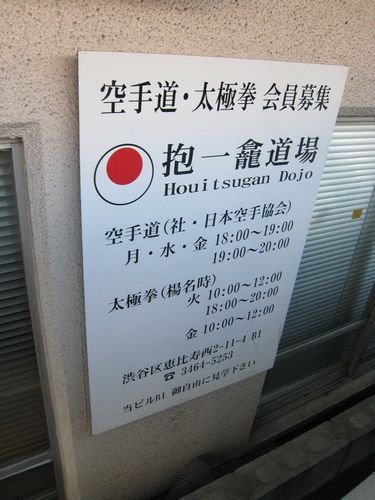 空手道・太極拳 会員募集
抱一龕道場
Houitsugan Dojo
空手道(社・日本空手協会)
月・水・金 18:00～19:00
19:00～20:00
太極拳(楊名時)
火 10:00～12:00
18:00～20:00
金 10:00～12:00
渋谷区恵比寿西2-11-4 B1
☎ 3464-5253
当ビルB1 御自由に見学下さい